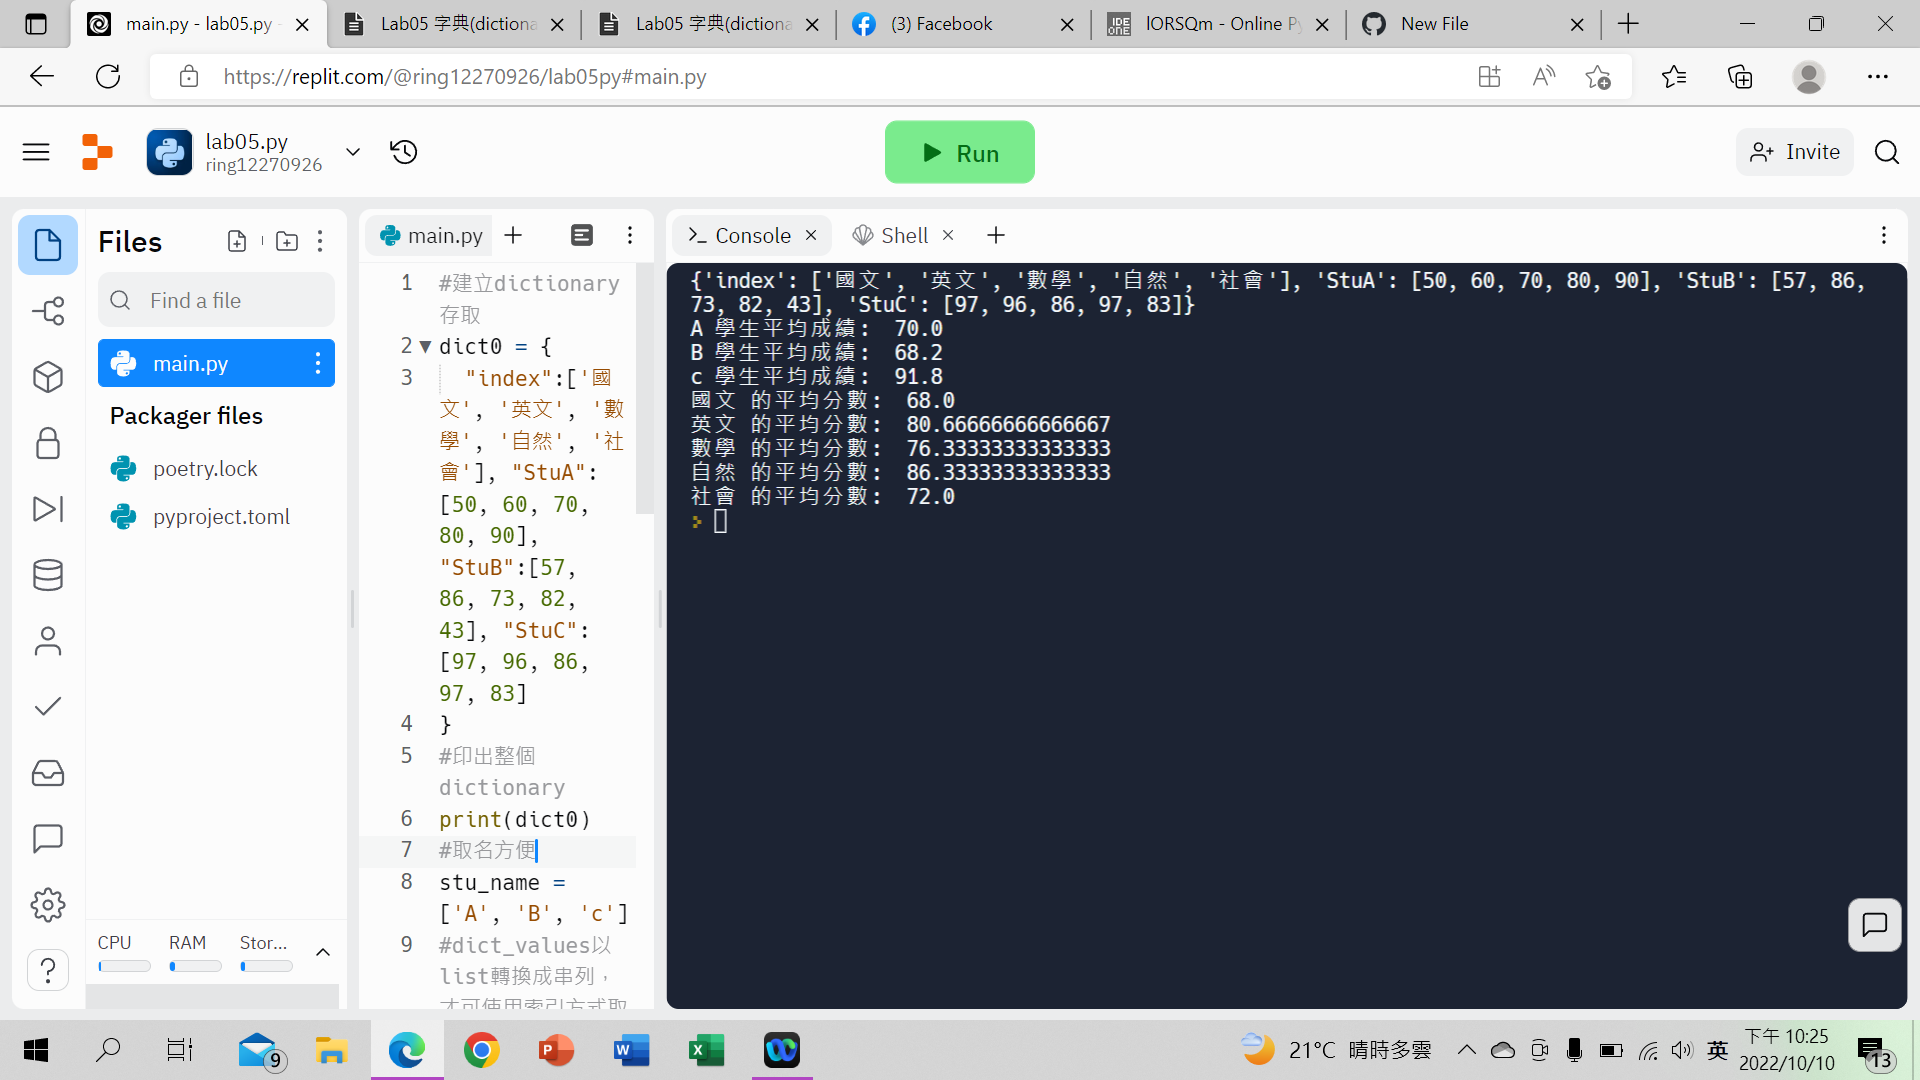 main.py - lab05.py
Lab05 字典(dictiona
Lab05 字典(dictiona
(3) Facebook
lORSQm - Online Py
New File
https://replit.com/@ring12270926/lab05py#main.py
lab05.py
ring12270926
Run
Invite
Files
Find a file
main.py
Packager files
poetry.lock
pyproject.toml
CPU
RAM
Stor...
main.py
1 #建立dictionary
存取
2 dict0 = {
3 "index":['國
文', '英文', '數
學', '自然', '社
會'], "StuA":
[50, 60, 70,
80, 90],
"StuB":[57,
86, 73, 82,
43], "StuC":
[97, 96, 86,
97, 83]
4 }
5 #印出整個
dictionary
6 print(dict0)
7 #取名方便
8 stu_name =
['A', 'B', 'c']
9 #dict_values以
list轉換成串列，
才可使用索引方式取
Console
Shell
{'index': ['國文', '英文', '數學', '自然', '社會'], 'StuA': [50, 60, 70, 80, 90], 'StuB': [57, 86,
73, 82, 43], 'StuC': [97, 96, 86, 97, 83]}
A 學生平均成績: 70.0
B 學生平均成績: 68.2
c 學生平均成績: 91.8
國文 的平均分數: 68.0
英文 的平均分數: 80.66666666666667
數學 的平均分數: 76.33333333333333
自然 的平均分數: 86.33333333333333
社會 的平均分數: 72.0
9
21°C 晴時多雲
英
下午 10:25
2022/10/10
13